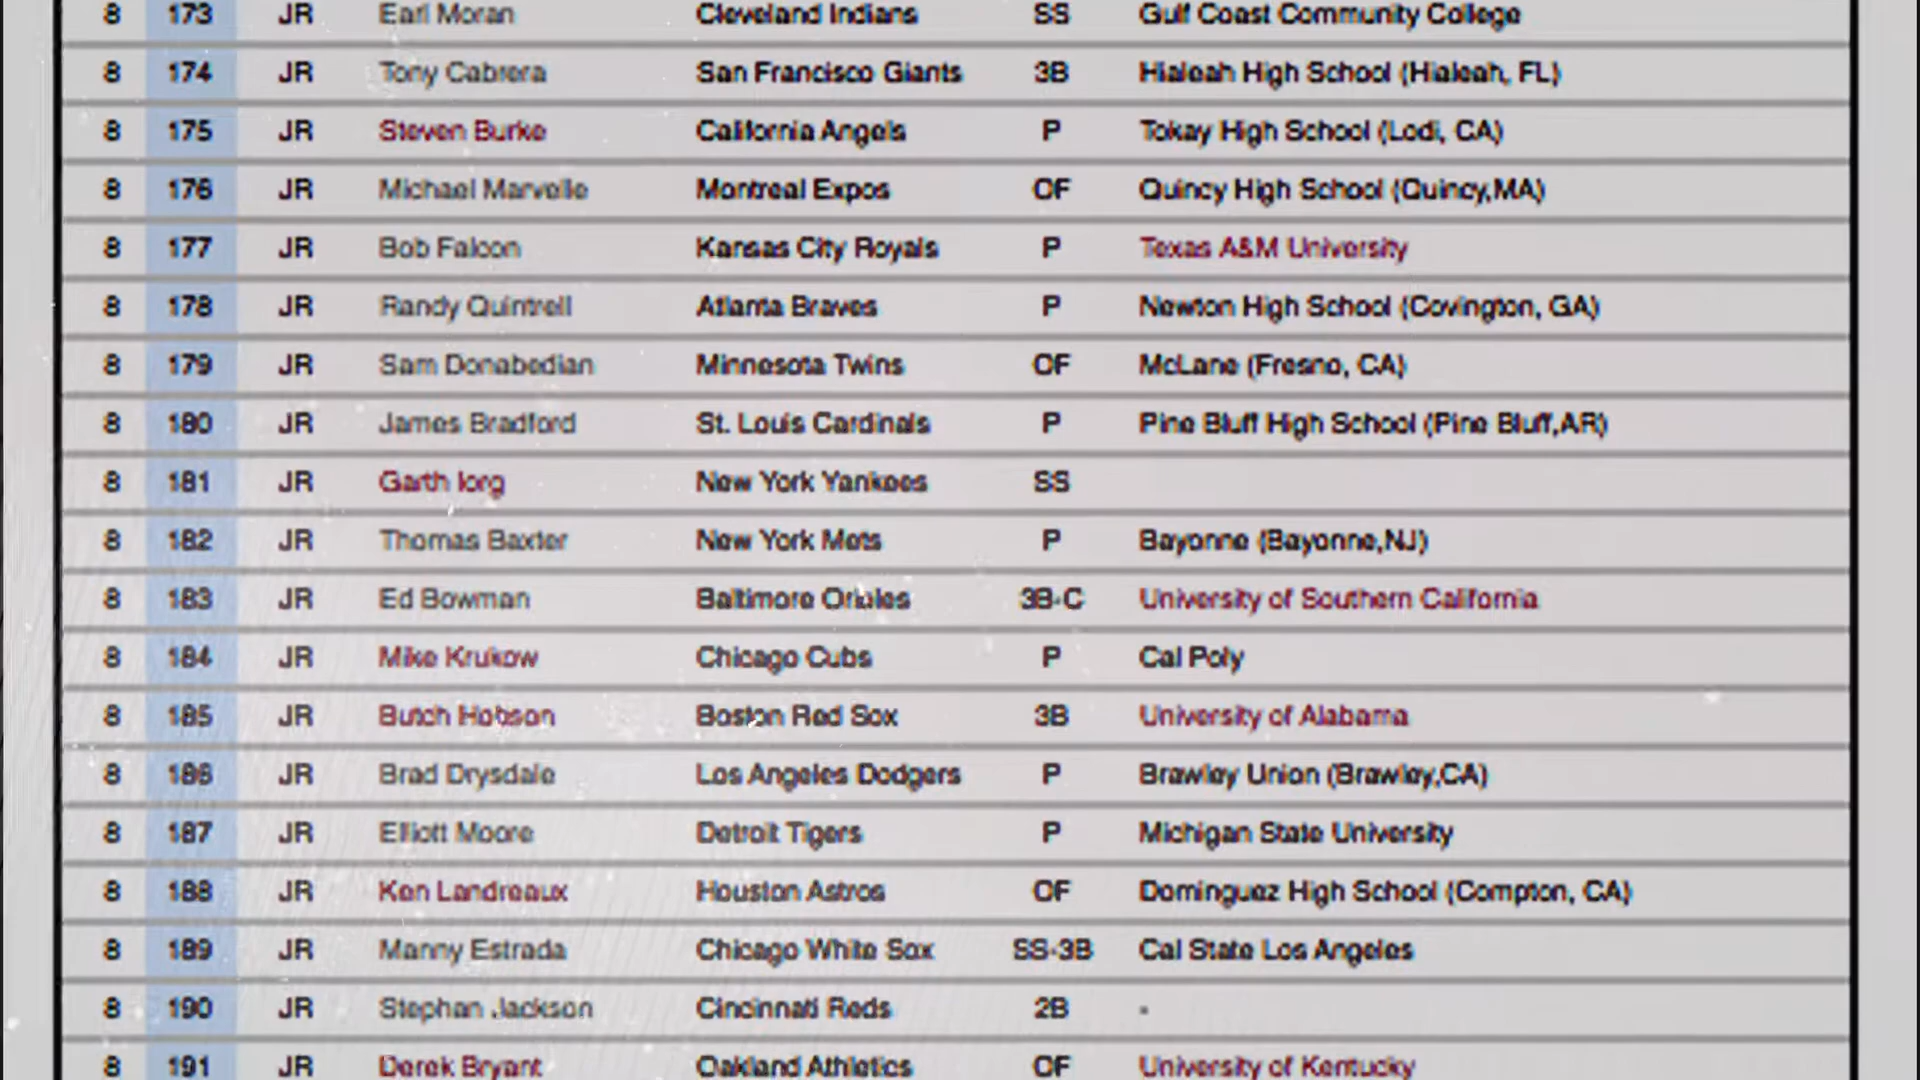 8 173 JR Earl Moran Cleveland Indians SS Gulf Coast Community College
8 174 JR Tony Cabrera San Francisco Giants 3B Hialeah High School (Hialeah, FL)
8 175 JR Steven Burke California Angels P Tokay High School (Lodi, CA)
8 176 JR Michael Marvelle Montreal Expos OF Quincy High School (Quincy,MA)
8 177 JR Bob Falcon Kansas City Royals P Texas A&M University
8 178 JR Randy Quintrell Atlanta Braves P Newton High School (Covington, GA)
8 179 JR Sam Donabedian Minnesota Twins OF McLane (Fresno, CA)
8 180 JR James Bradford St. Louis Cardinals P Pine Bluff High School (Pine Bluff,AR)
8 181 JR Garth Iorg New York Yankees SS
8 182 JR Thomas Baxter New York Mets P Bayonne (Bayonne,NJ)
8 183 JR Ed Bowman Baltimore Orioles 3B-C University of Southern California
8 184 JR Mike Krukow Chicago Cubs P Cal Poly
8 185 JR Butch Hobson Boston Red Sox 3B University of Alabama
8 186 JR Brad Drysdale Los Angeles Dodgers P Brawley Union (Brawley,CA)
8 187 JR Elliott Moore Detroit Tigers P Michigan State University
8 188 JR Ken Landreaux Houston Astros OF Dominguez High School (Compton, CA)
8 189 JR Manny Estrada Chicago White Sox SS-3B Cal State Los Angeles
8 190 JR Stephan Jackson Cincinnati Reds 2B -
8 191 JR Derek Bryant Oakland Athletics OF University of Kentucky